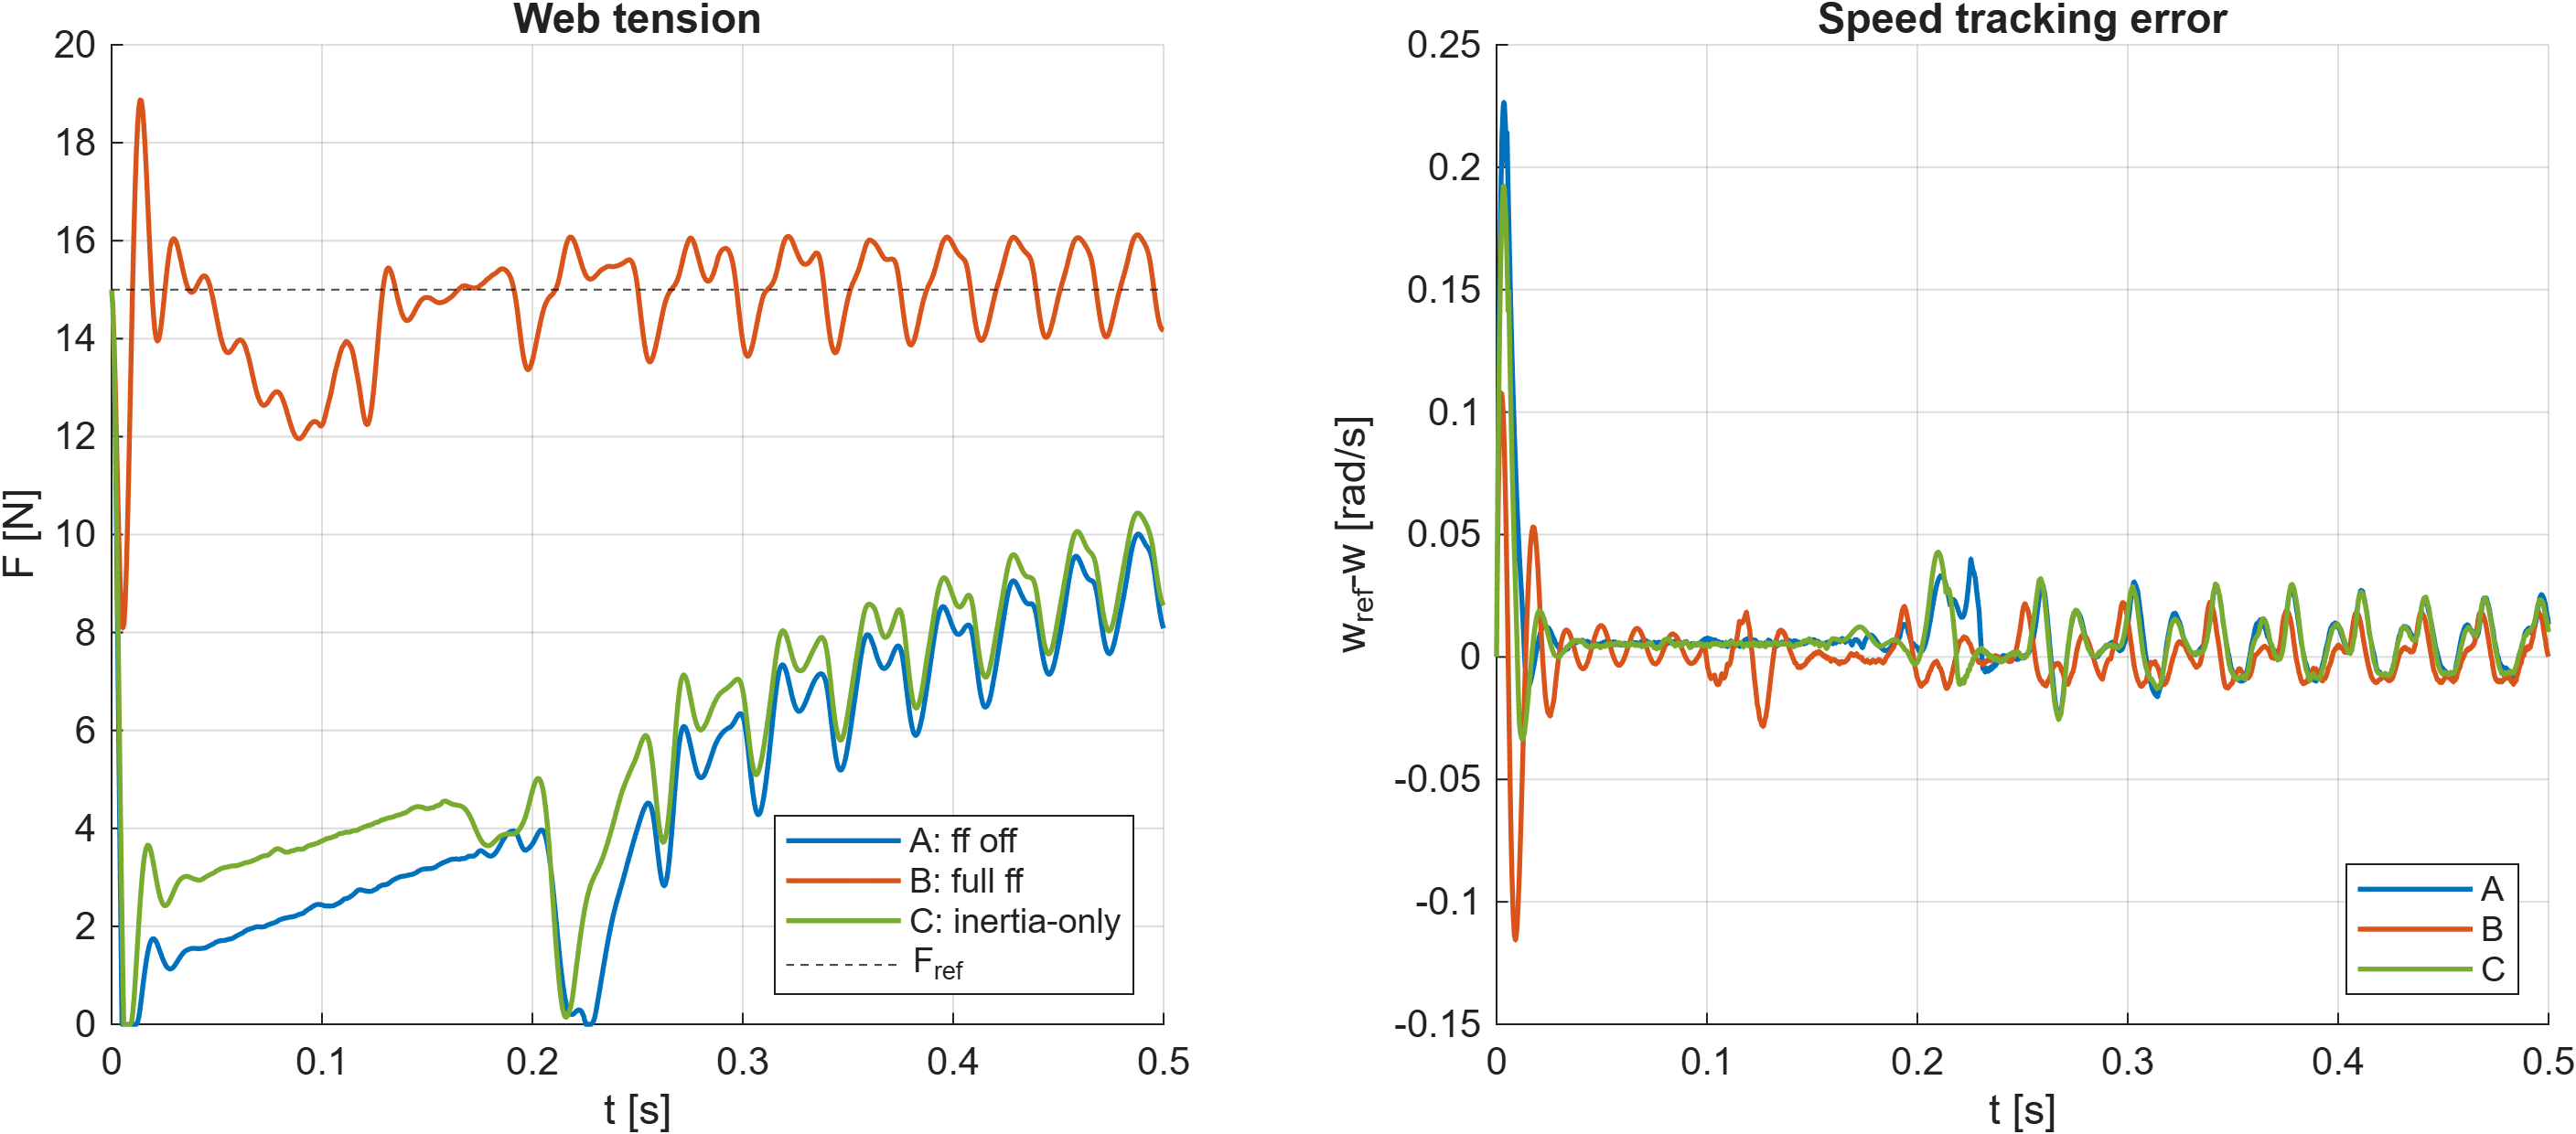 Web tension
20
18
16
14
12
10
8
6
4
2
0
F [N]
0
0.1
0.2
0.3
0.4
0.5
t [s]
A: ff off
B: full ff
C: inertia-only
F_ref
Speed tracking error
0.25
0.2
0.15
0.1
0.05
0
-0.05
-0.1
-0.15
w_ref-w [rad/s]
0
0.1
0.2
0.3
0.4
0.5
t [s]
A
B
C